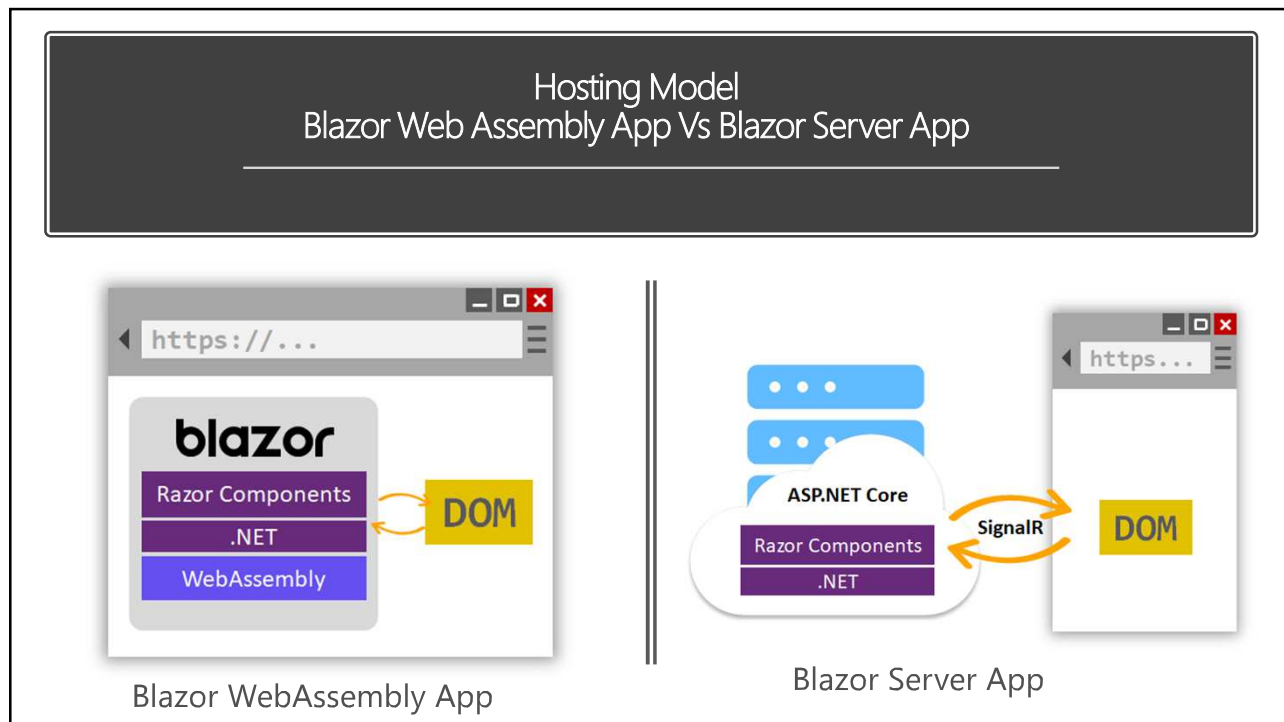 Hosting Model
Blazor Web Assembly App Vs Blazor Server App
https://...
blazor
Razor Components
.NET
WebAssembly
DOM
Blazor WebAssembly App
https...
ASP.NET Core
Razor Components
.NET
SignalR
DOM
Blazor Server App